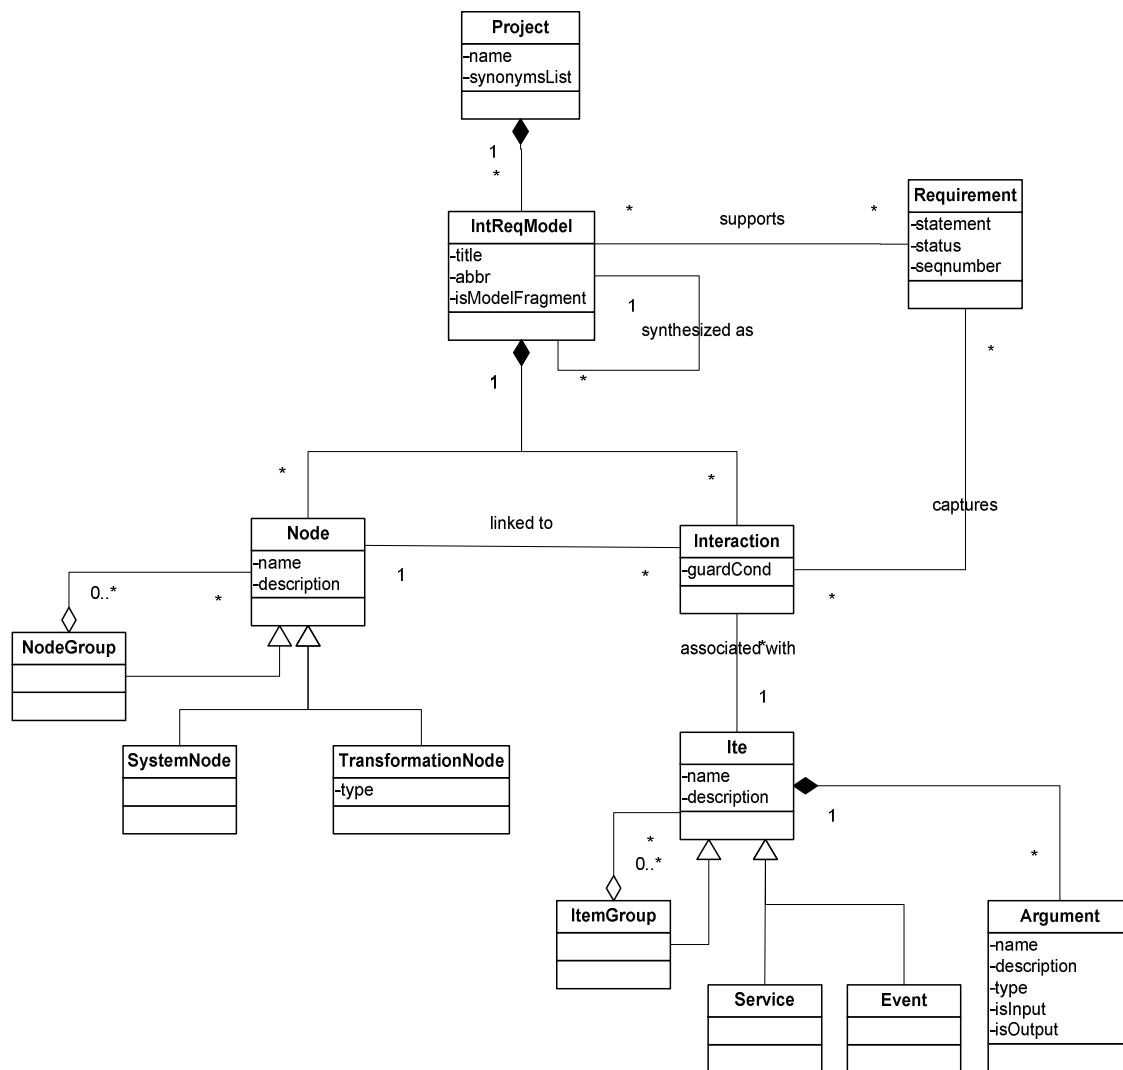 Project
-name
-synonymsList
1
*
IntReqModel
-title
-abbr
-isModelFragment
*
supports
*
Requirement
-statement
-status
-seqnumber
1
synthesized as
*
1
*
*
*
captures
Node
-name
-description
linked to
1
*
Interaction
-guardCond
*
0..*
*
NodeGroup
associated with
*
1
SystemNode
TransformationNode
-type
Ite
-name
-description
1
*
*
0..*
ItemGroup
Service
Event
Argument
-name
-description
-type
-isInput
-isOutput